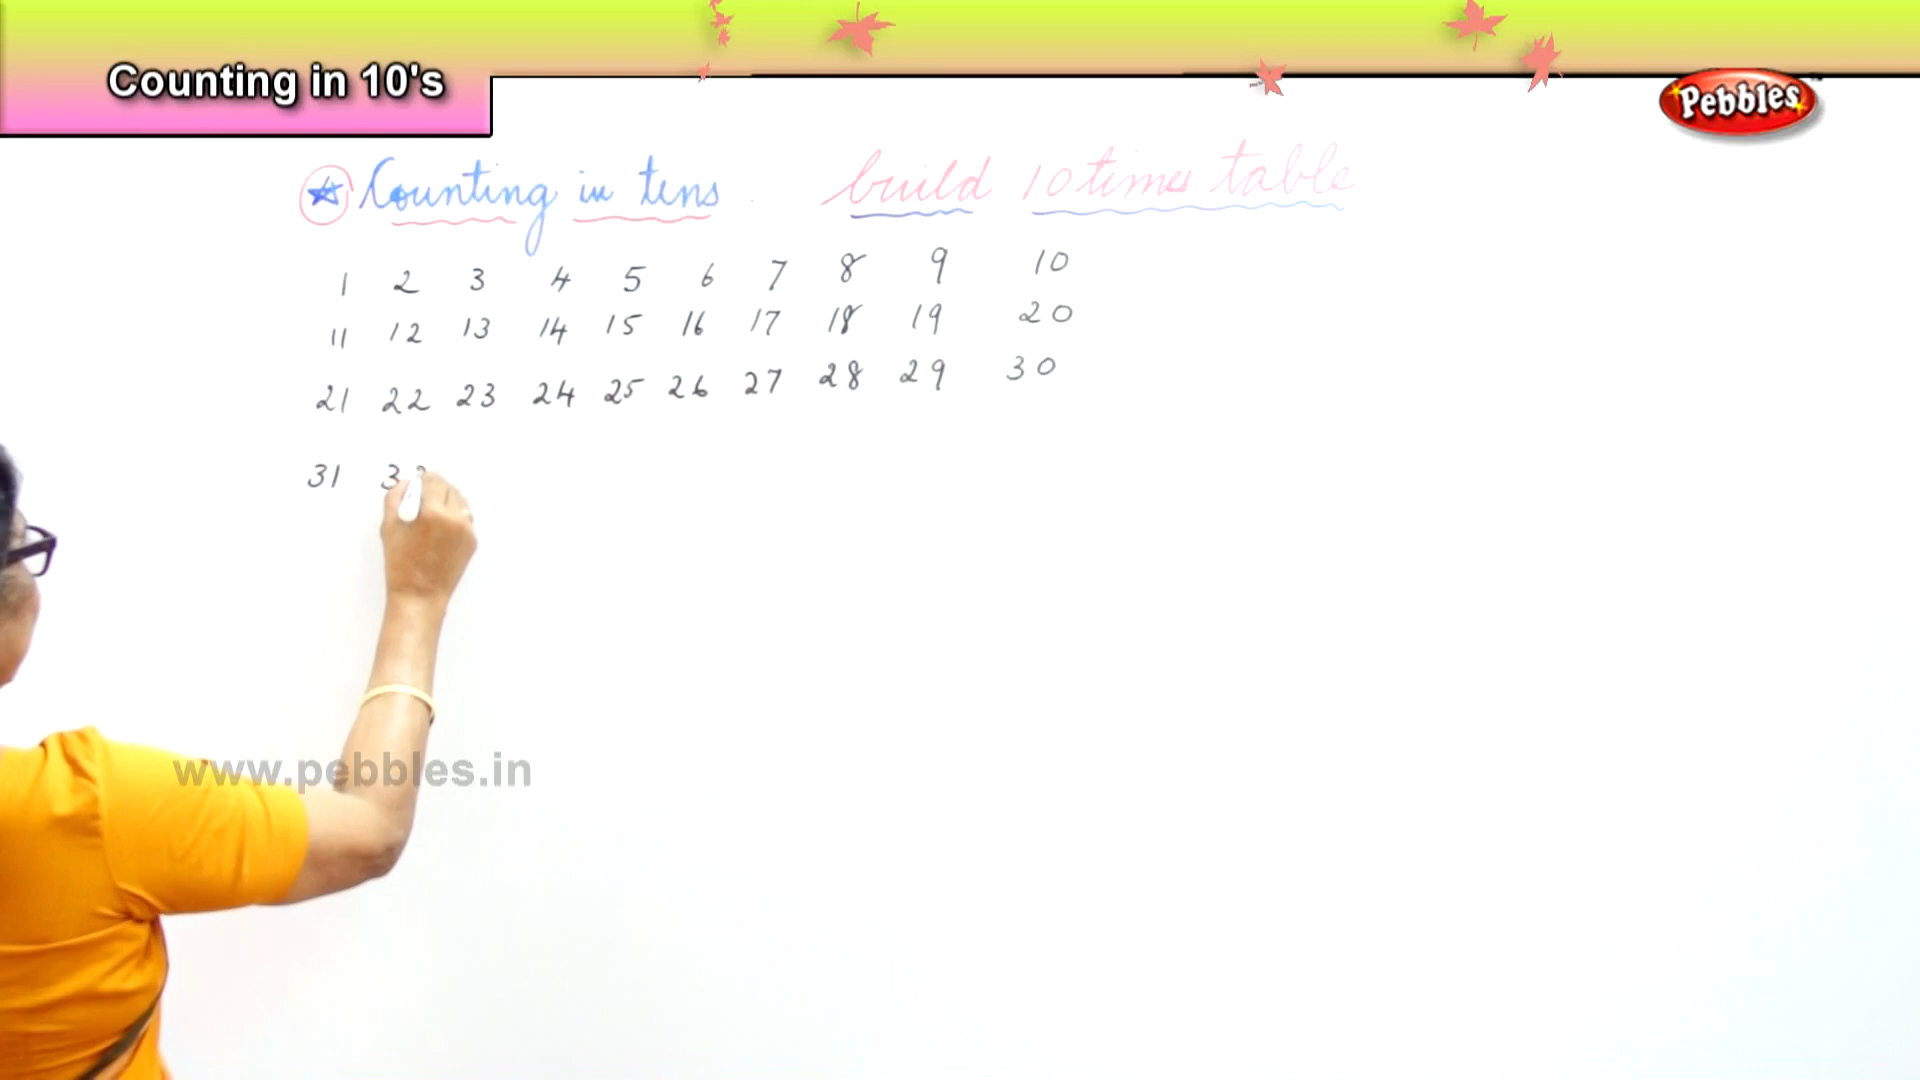 Counting in 10's
Pebbles
Counting in tens build 10 times table
1 2 3 4 5 6 7 8 9 10
11 12 13 14 15 16 17 18 19 20
21 22 23 24 25 26 27 28 29 30
31
www.pebbles.in